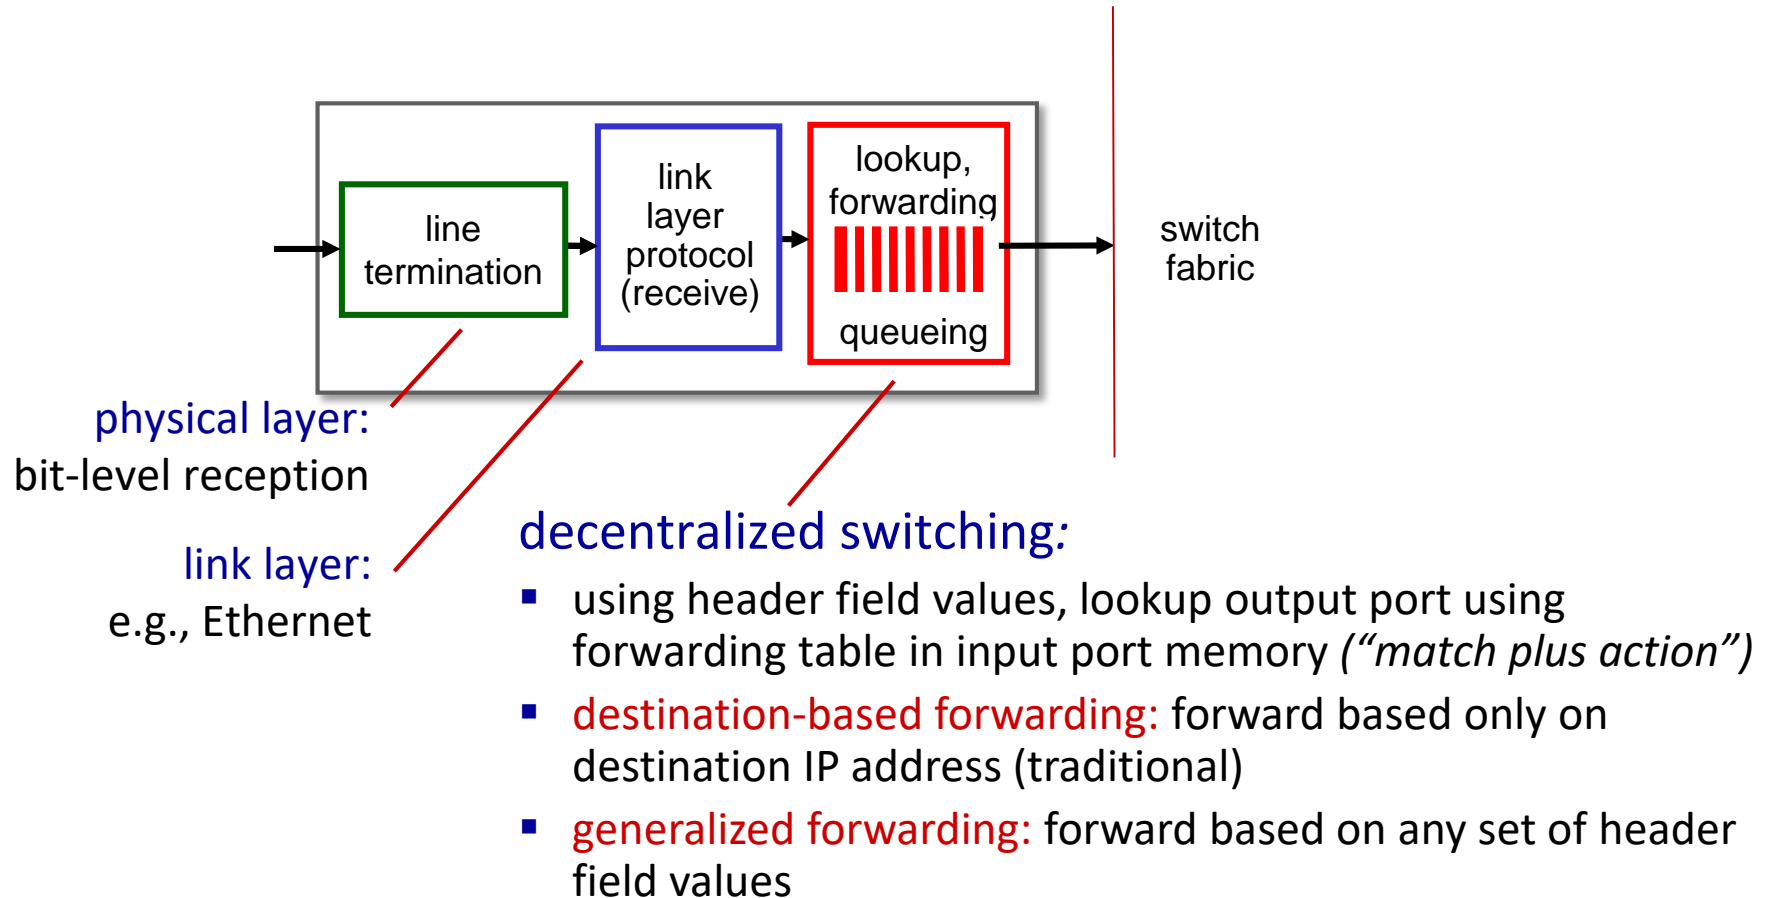 line
termination
link
layer
protocol
(receive)
lookup,
forwarding
queueing
switch
fabric
physical layer:
bit-level reception
link layer:
e.g., Ethernet
decentralized switching:
▪ using header field values, lookup output port using
forwarding table in input port memory (“match plus action”)
▪ destination-based forwarding: forward based only on
destination IP address (traditional)
▪ generalized forwarding: forward based on any set of header
field values